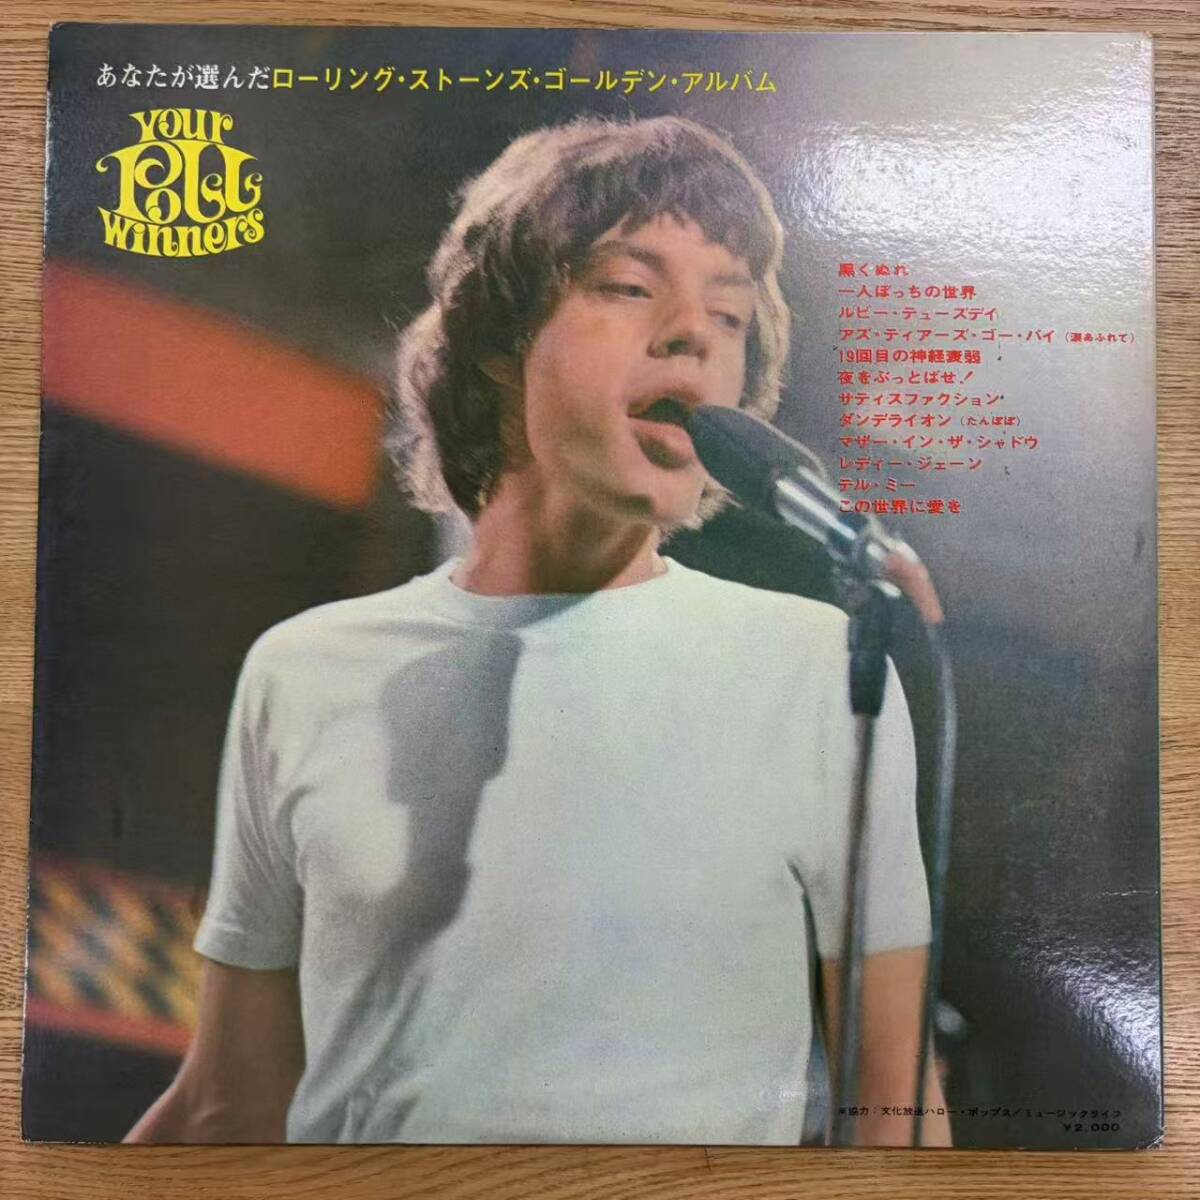 あなたが選んだローリング・ストーンズ・ゴールデン・アルバム
Your
Poll
Winners
黒くぬれ
一人ぼっちの世界
ルビー・テューズデイ
アズ・ティアーズ・ゴー・バイ（涙あふれて）
19回目の神経衰弱
夜をぶっとばせ!
サティスファクション
ダンデライオン（たんぽぽ）
マザー・イン・ザ・シャドウ
レディー・ジェーン
テル・ミー
この世界に愛を
※協力：文化放送ハロー・ポップス／ミュージックライフ
¥2,000